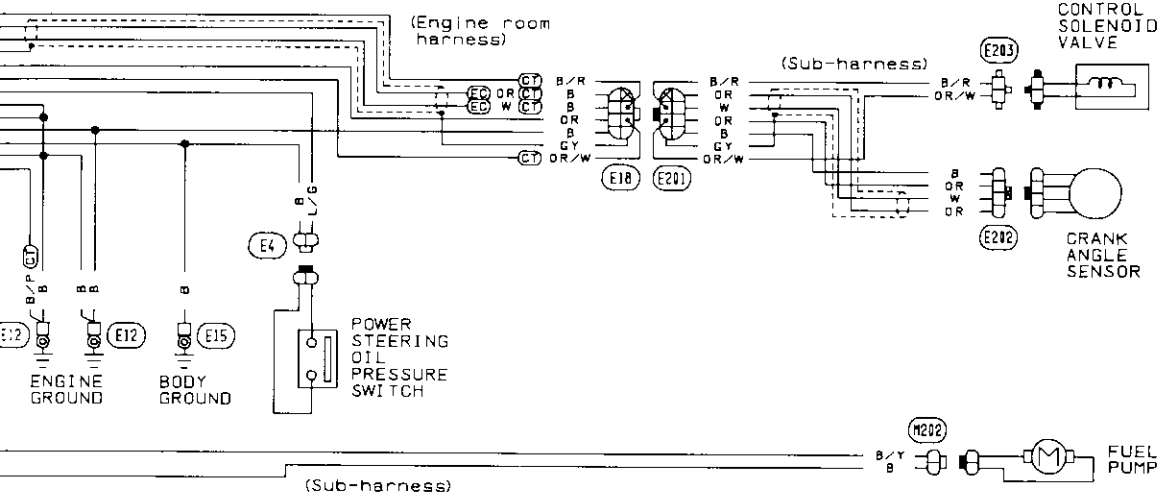 (Engine room
harness)
CONTROL
SOLENOID
VALVE
(Sub-harness)
E203
CT B/R
EC OR CT B
EC W CT B
OR
B
GY
CT OR/W
E18
B/R
OR
W
OR
B
GY
OR/W
E201
B/R
OR/W
B
OR
W
OR
E202
CRANK
ANGLE
SENSOR
B
L/G
E4
CT
B/P
B
B
B
B
E12
E12
E15
ENGINE
GROUND
BODY
GROUND
POWER
STEERING
OIL
PRESSURE
SWITCH
M202
B/Y
B
M
FUEL
PUMP
(Sub-harness)